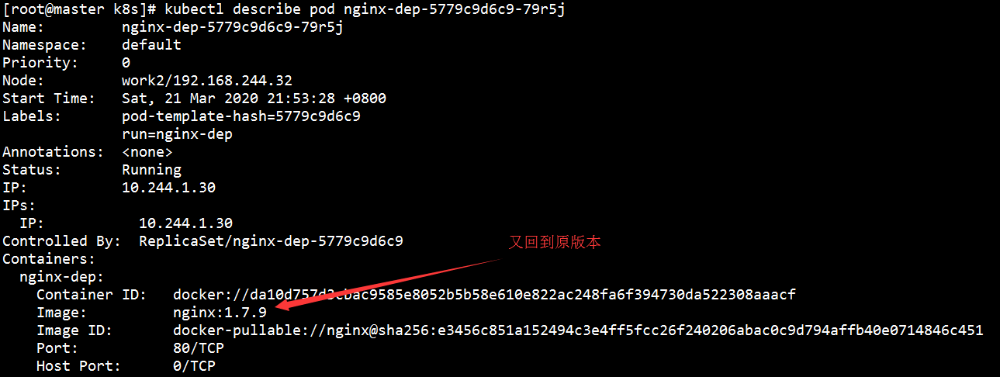 [root@master k8s]# kubectl describe pod nginx-dep-5779c9d6c9-79r5j
Name:         nginx-dep-5779c9d6c9-79r5j
Namespace:    default
Priority:     0
Node:         work2/192.168.244.32
Start Time:   Sat, 21 Mar 2020 21:53:28 +0800
Labels:       pod-template-hash=5779c9d6c9
              run=nginx-dep
Annotations:  <none>
Status:       Running
IP:           10.244.1.30
IPs:
  IP:           10.244.1.30
Controlled By:  ReplicaSet/nginx-dep-5779c9d6c9
又回到原版本
Containers:
  nginx-dep:
    Container ID:   docker://da10d757d3cbac9585e8052b5b58e610e822ac248fa6f394730da522308aaacf
    Image:          nginx:1.7.9
    Image ID:       docker-pullable://nginx@sha256:e3456c851a152494c3e4ff5fcc26f240206abac0c9d794affb40e0714846c451
    Port:           80/TCP
    Host Port:      0/TCP